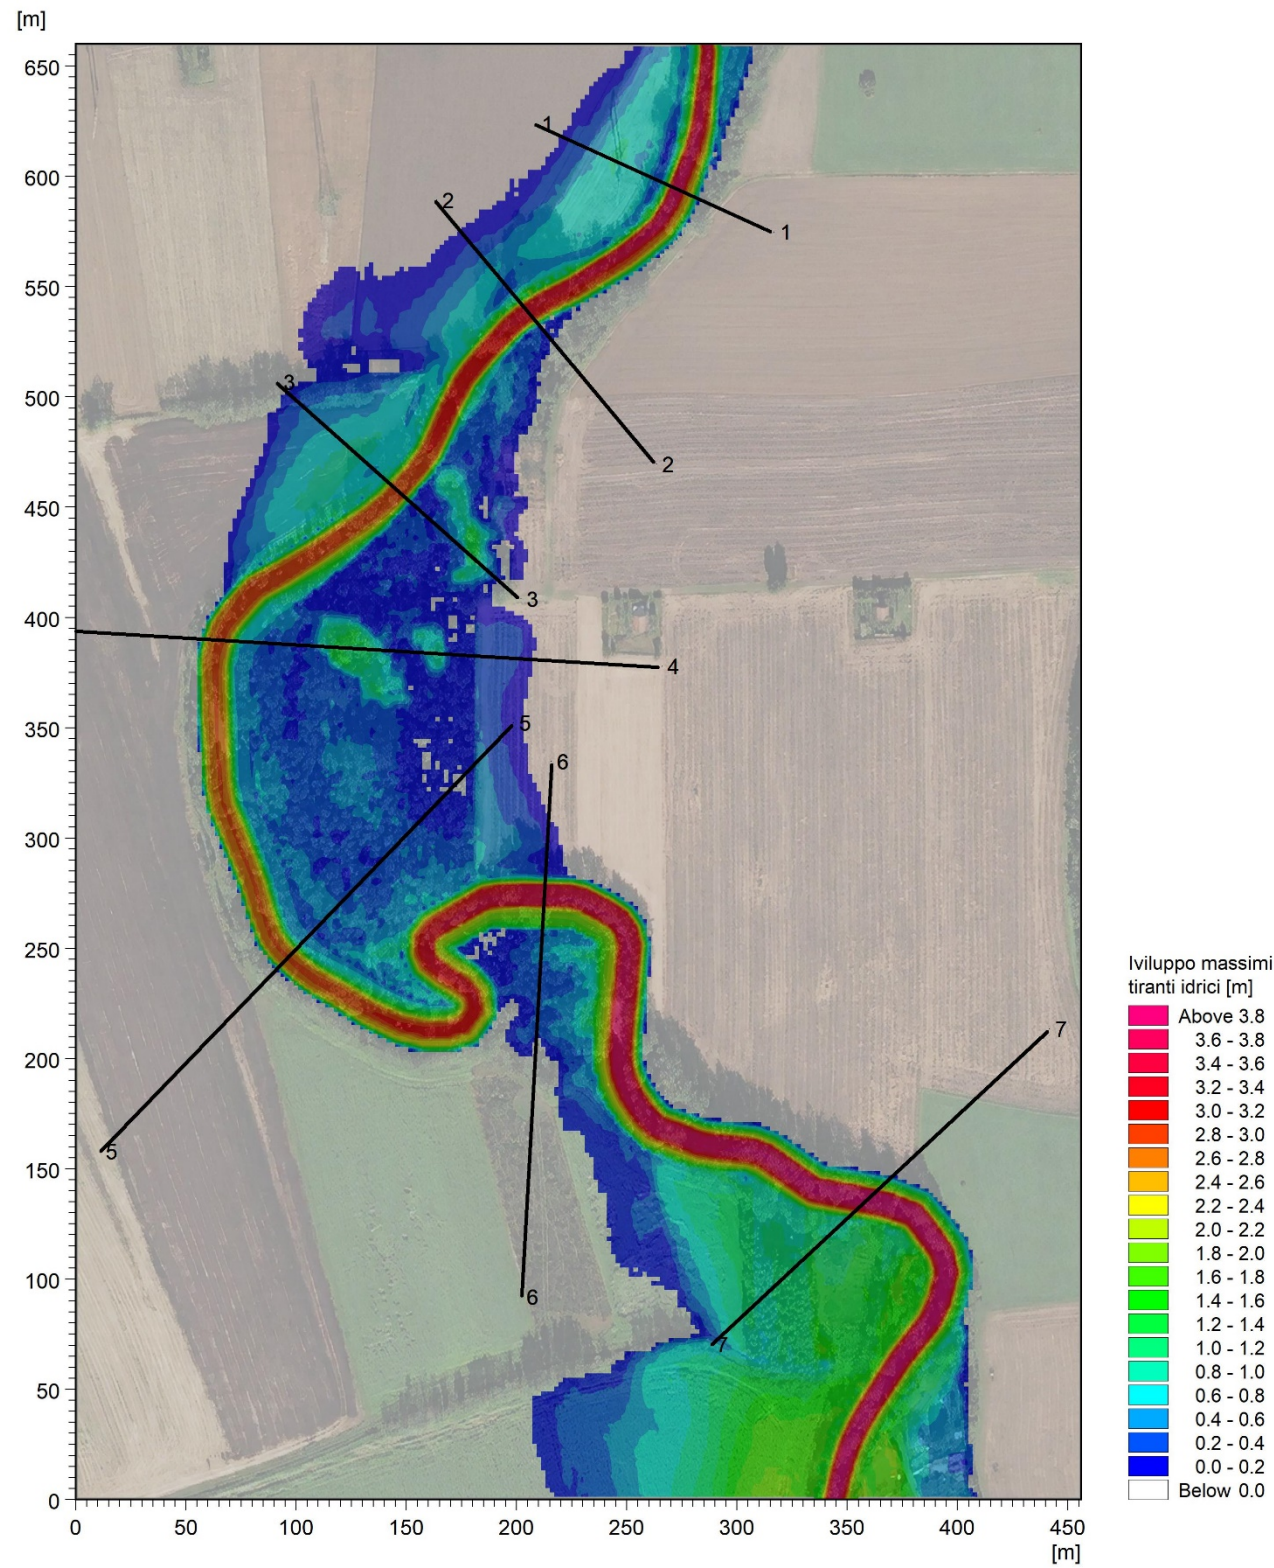 [m]
650
600
550
500
450
400
350
300
250
200
150
100
50
0
0 50 100 150 200 250 300 350 400 450
[m]
1
1
2
2
3
3
4
5
5
6
6
7
7
Iviluppo massimi
tiranti idrici [m]
Above 3.8
3.6 - 3.8
3.4 - 3.6
3.2 - 3.4
3.0 - 3.2
2.8 - 3.0
2.6 - 2.8
2.4 - 2.6
2.2 - 2.4
2.0 - 2.2
1.8 - 2.0
1.6 - 1.8
1.4 - 1.6
1.2 - 1.4
1.0 - 1.2
0.8 - 1.0
0.6 - 0.8
0.4 - 0.6
0.2 - 0.4
0.0 - 0.2
Below 0.0